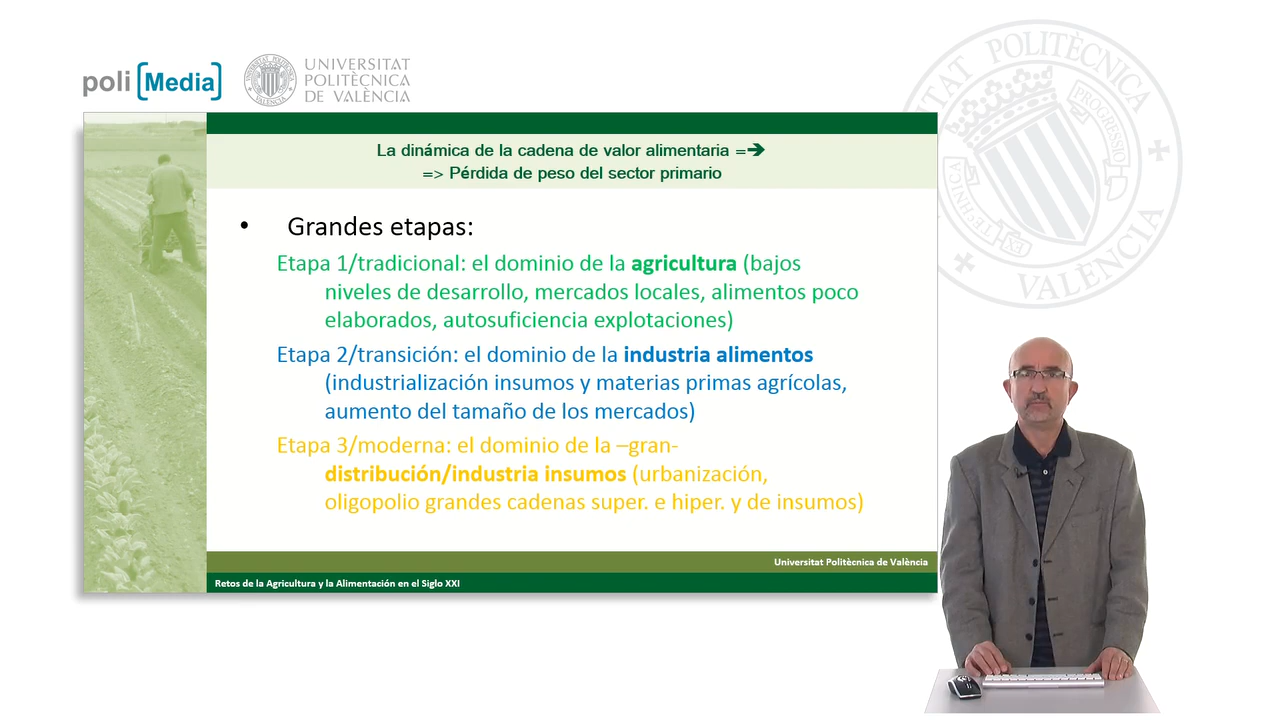 poli [Media]
UNIVERSITAT
POLITÈCNICA
DE VALÈNCIA
La dinámica de la cadena de valor alimentaria =➔
=> Pérdida de peso del sector primario
• Grandes etapas:
Etapa 1/tradicional: el dominio de la agricultura (bajos
niveles de desarrollo, mercados locales, alimentos poco
elaborados, autosuficiencia explotaciones)
Etapa 2/transición: el dominio de la industria alimentos
(industrialización insumos y materias primas agrícolas,
aumento del tamaño de los mercados)
Etapa 3/moderna: el dominio de la –gran-
distribución/industria insumos (urbanización,
oligopolio grandes cadenas super. e hiper. y de insumos)
Universitat Politècnica de València
Retos de la Agricultura y la Alimentación en el Siglo XXI
POLITÈCNICA
VALÈNCIA
PROGRESSIO